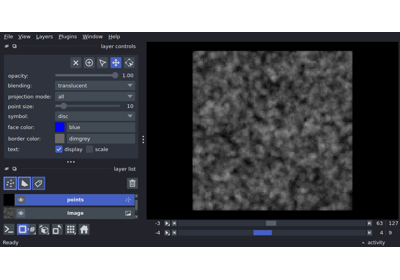 File View Layers Plugins Window Help
layer controls
opacity: 1.00
blending: translucent
projection mode: all
point size: 10
symbol: disc
face color: blue
border color: dimgrey
text: display scale
layer list
points
Image
-3 63 127
-4 4 9
Ready activity